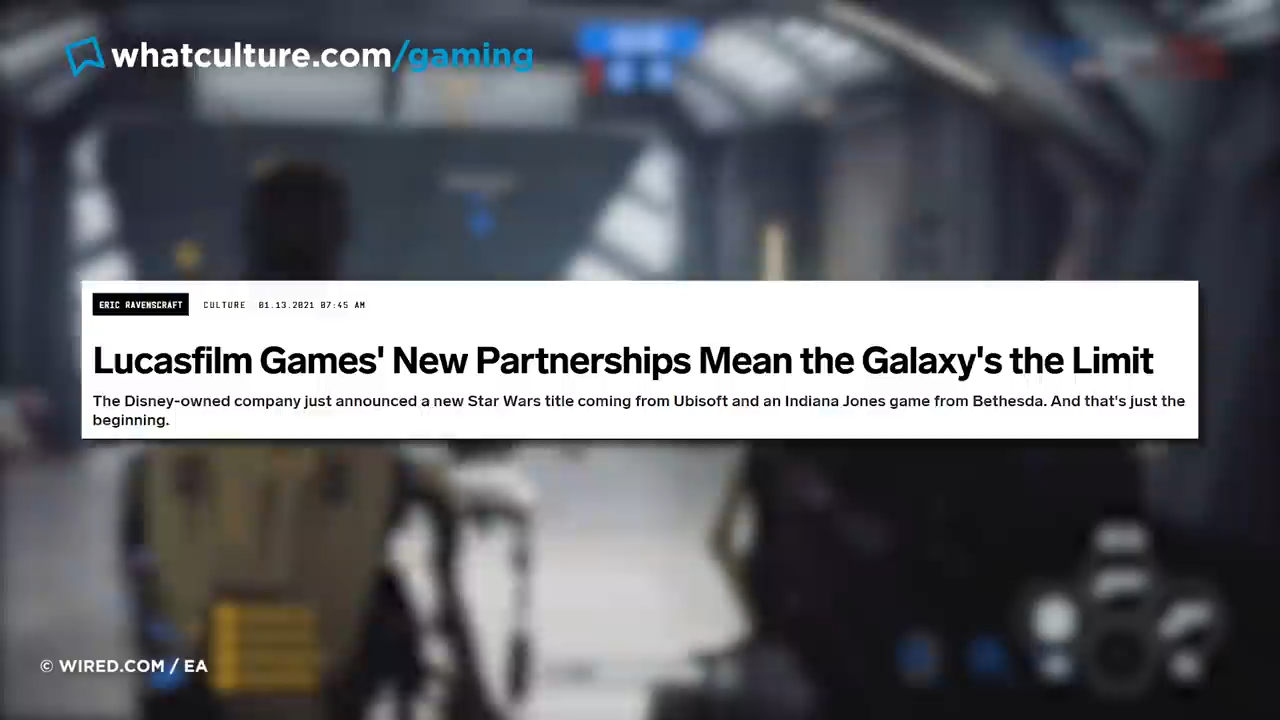 whatculture.com/gaming
ERIC RAVENSCRAFT CULTURE 01.13.2021 07:45 AM
Lucasfilm Games' New Partnerships Mean the Galaxy's the Limit
The Disney-owned company just announced a new Star Wars title coming from Ubisoft and an Indiana Jones game from Bethesda. And that's just the
beginning.
© WIRED.COM / EA